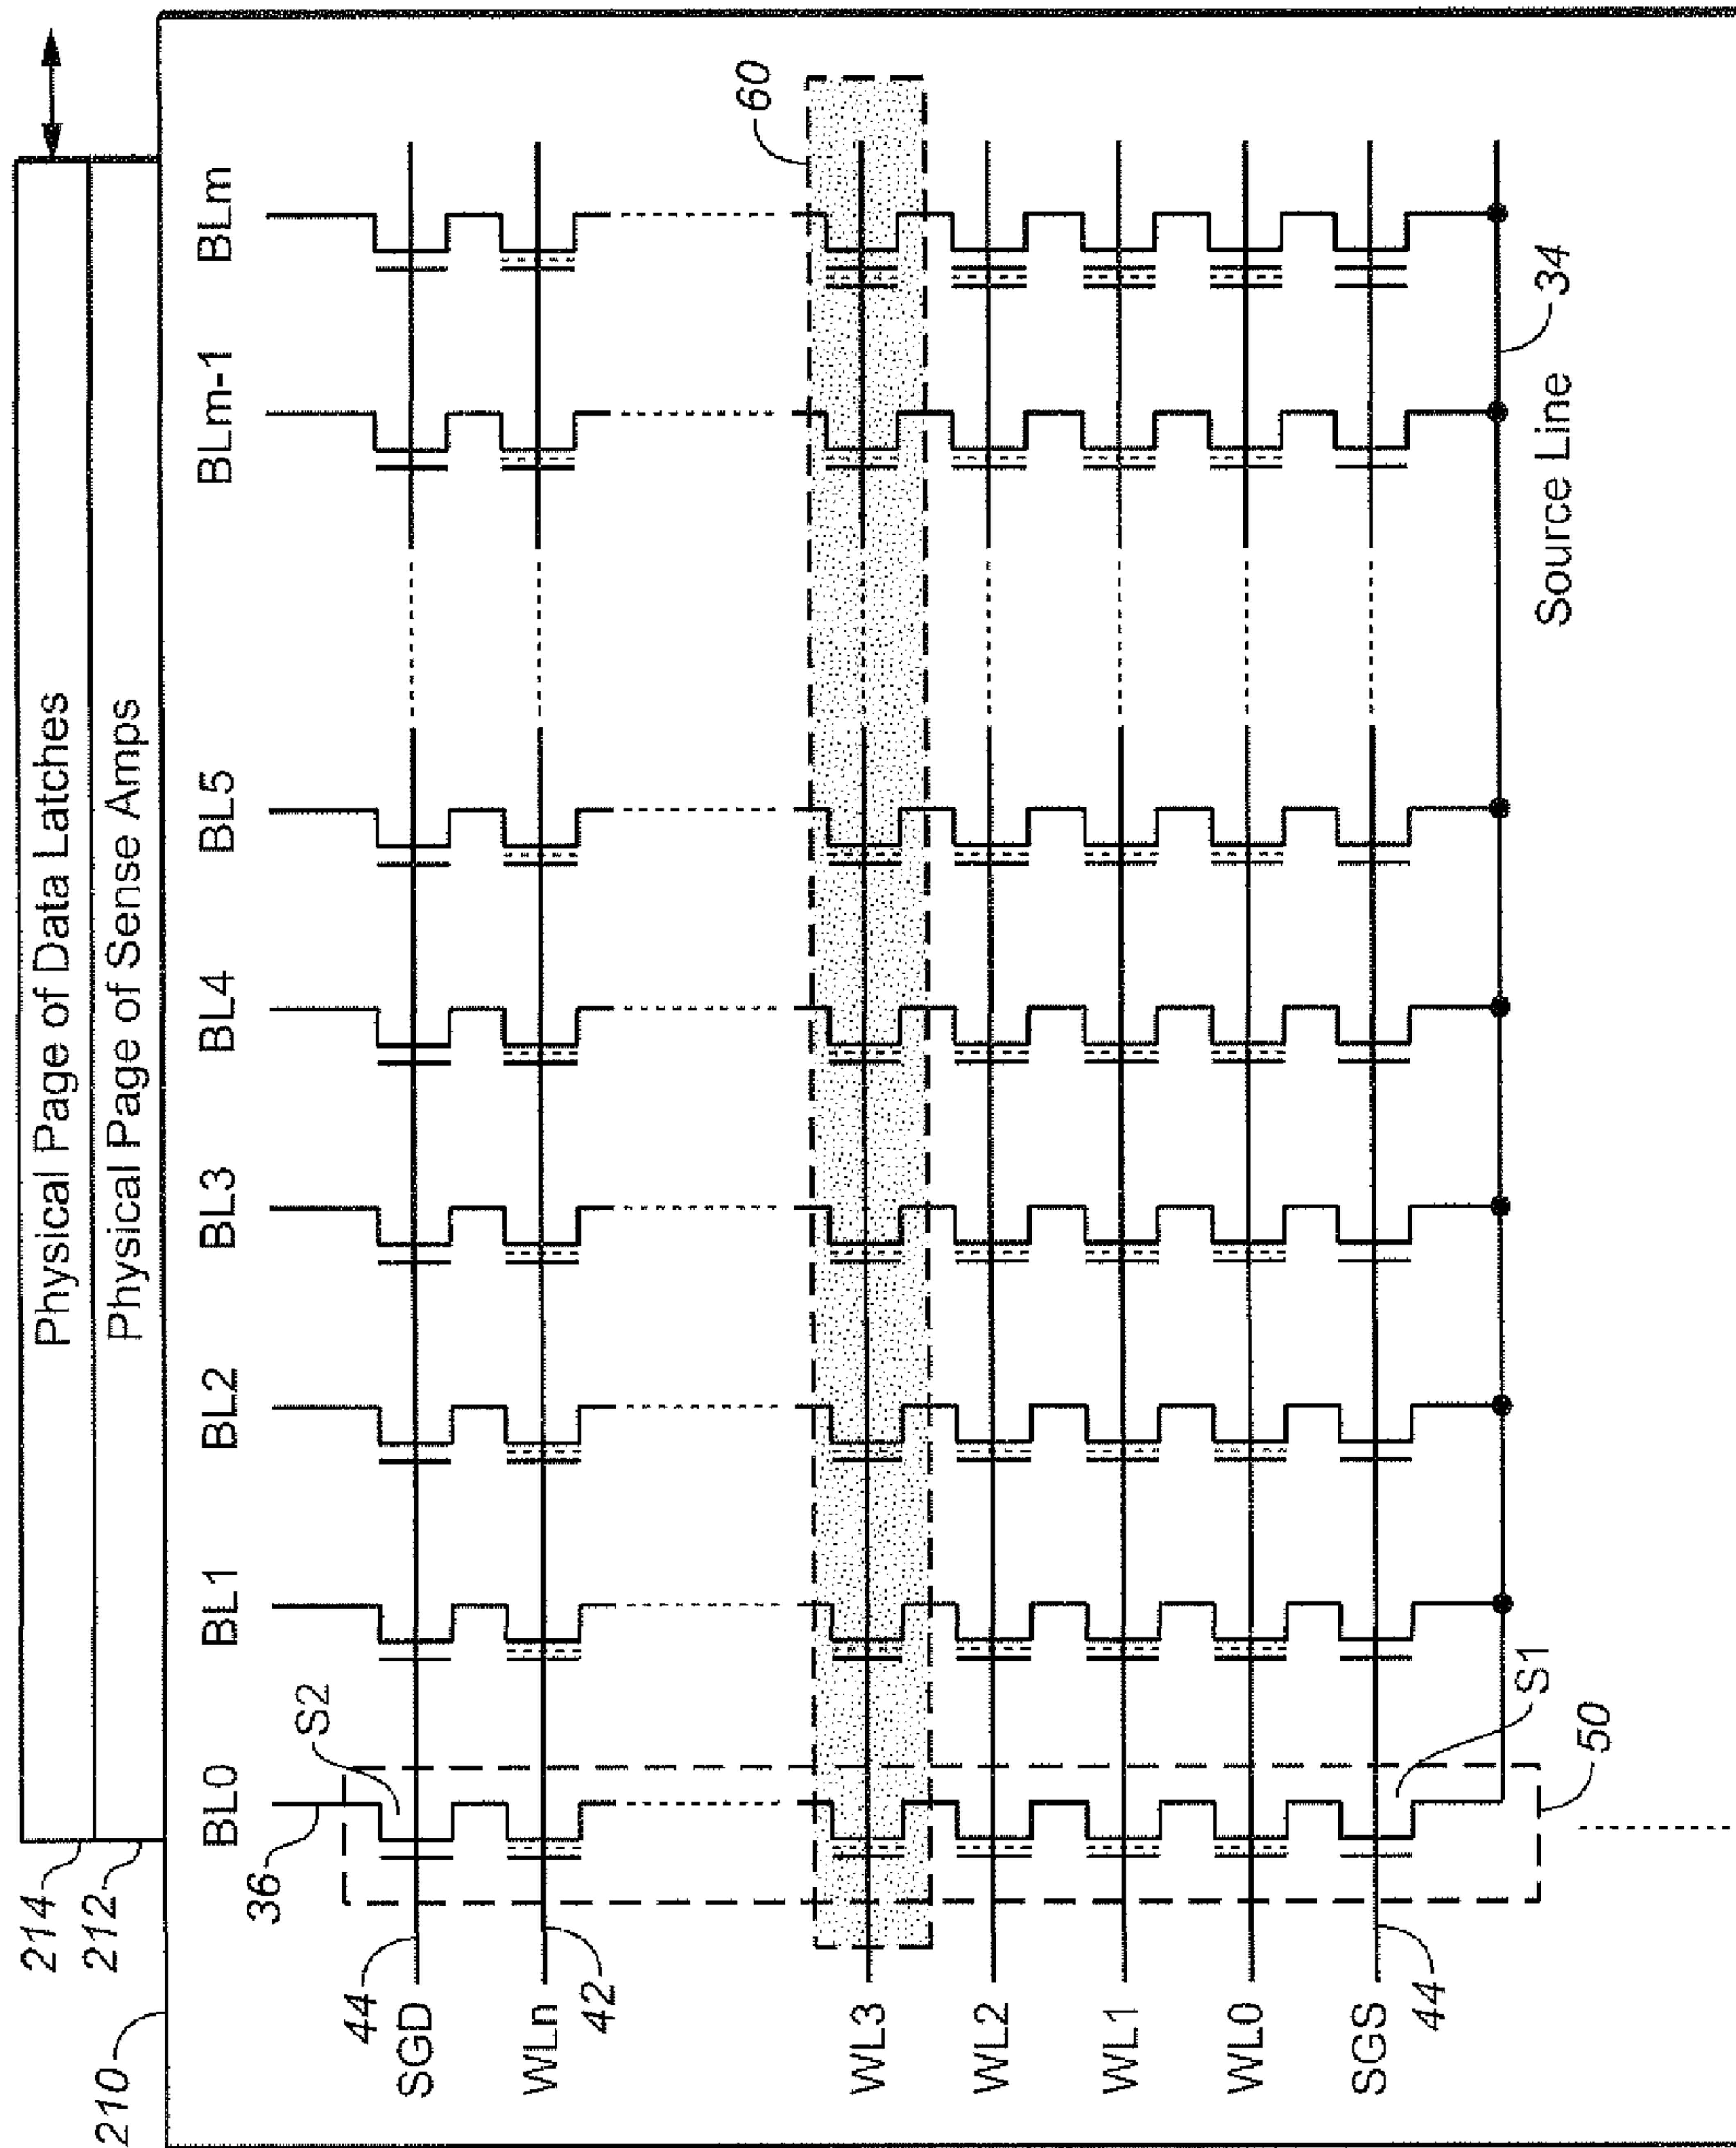 Physical Page of Data Latches
Physical Page of Sense Amps
214
212
210
BL0
BL1
BL2
BL3
BL4
BL5
BLm-1
BLm
36
S2
60
44
SGD
WLn
42
WL3
WL2
WL1
WL0
SGS
44
S1
50
Source Line
34